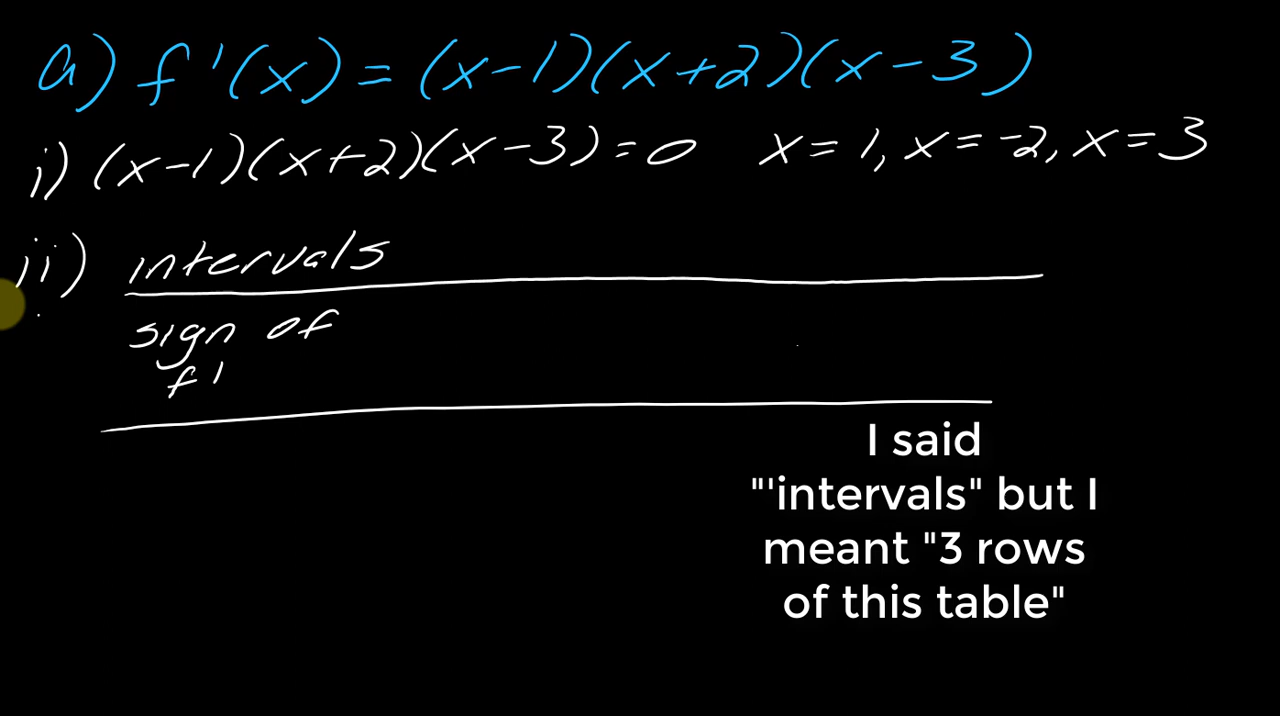 a) f'(x) = (x-1)(x+2)(x-3)
i) (x-1)(x+2)(x-3)=0 x=1, x=-2, x=3
ii) intervals
sign of
f'
I said
"'intervals" but I
meant "3 rows
of this table"